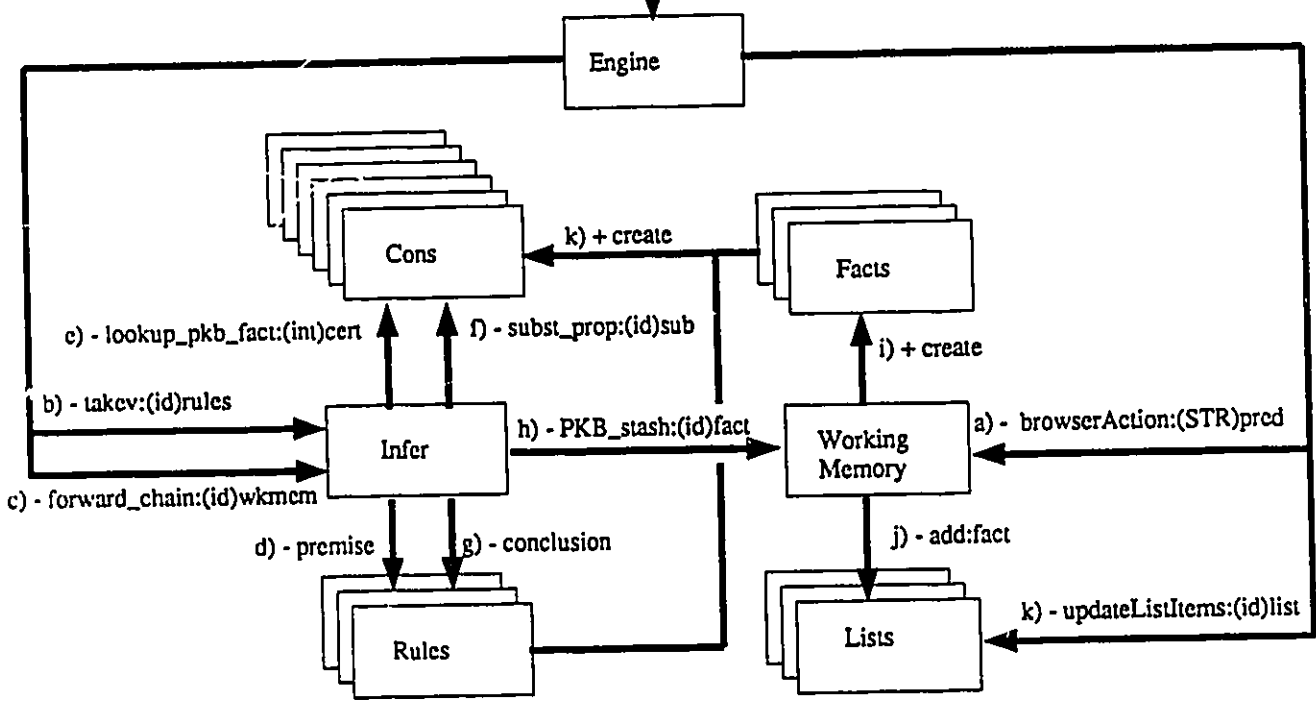 Engine
k) + create
Cons
Facts
e) - lookup_pkb_fact:(int)cert
f) - subst_prop:(id)sub
i) + create
b) - takev:(id)rules
h) - PKB_stash:(id)fact
a) - browserAction:(STR)pred
Infer
Working
Memory
c) - forward_chain:(id)wkmem
d) - premise
g) - conclusion
j) - add:fact
k) - updateListItems:(id)list
Rules
Lists